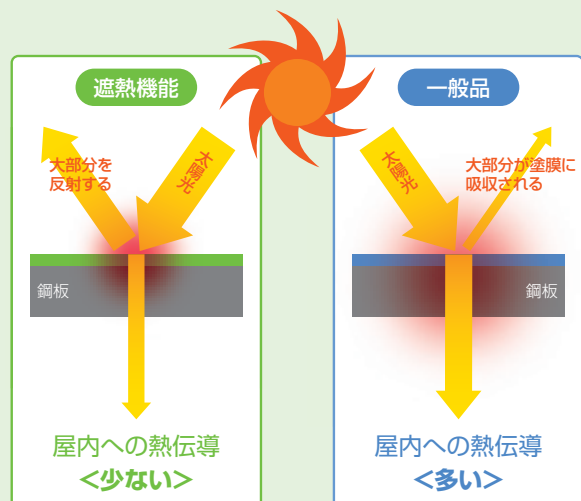 遮熱機能
大部分を
反射する
太陽光
鋼板
屋内への熱伝導
<少ない>
一般品
太陽光
大部分が塗膜に
吸収される
鋼板
屋内への熱伝導
<多い>